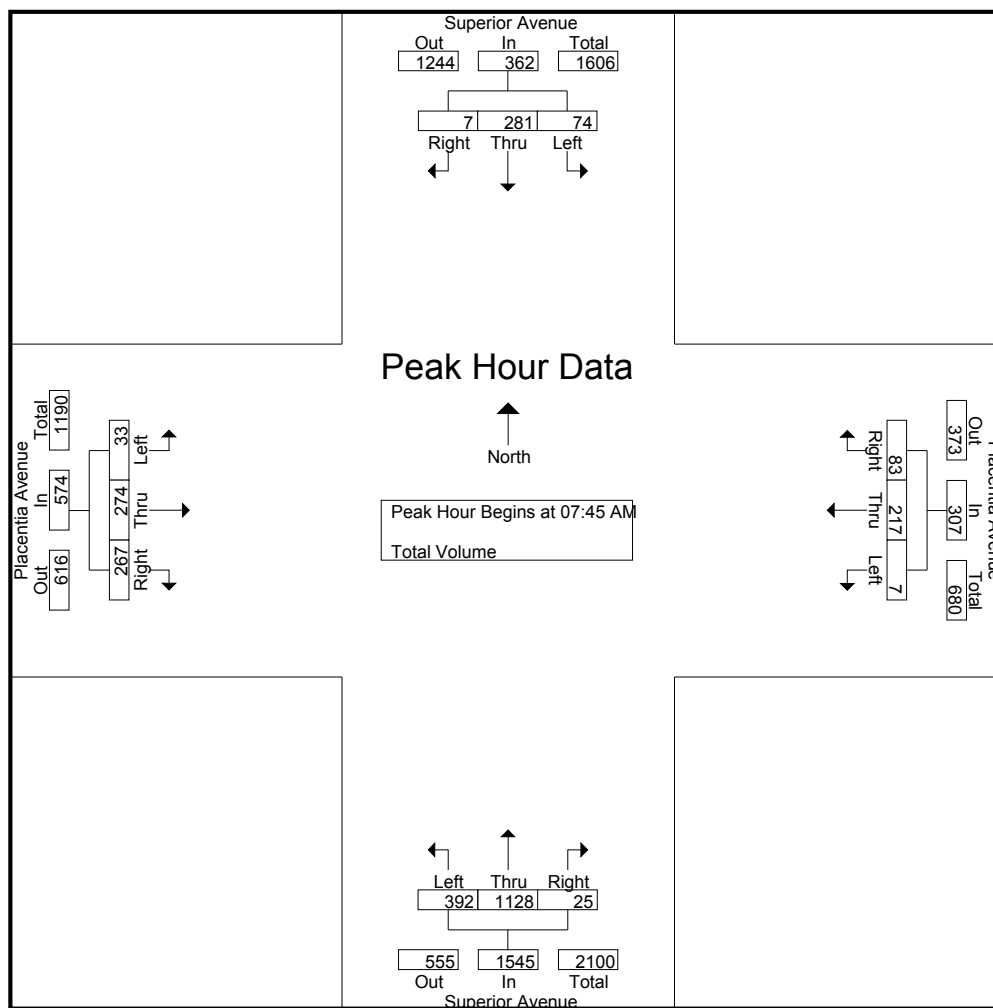 Superior Avenue
Out In Total
1244 362 1606
7 281 74
Right Thru Left
Peak Hour Data
North
Peak Hour Begins at 07:45 AM
Total Volume
Placentia Avenue
Total In Out
1190 574 616
33 274 267
Left Thru Right
Right Thru Left
83 217 7
Out In Total
373 307 680
Placentia Avenue
Left Thru Right
392 1128 25
555 1545 2100
Out In Total
Superior Avenue